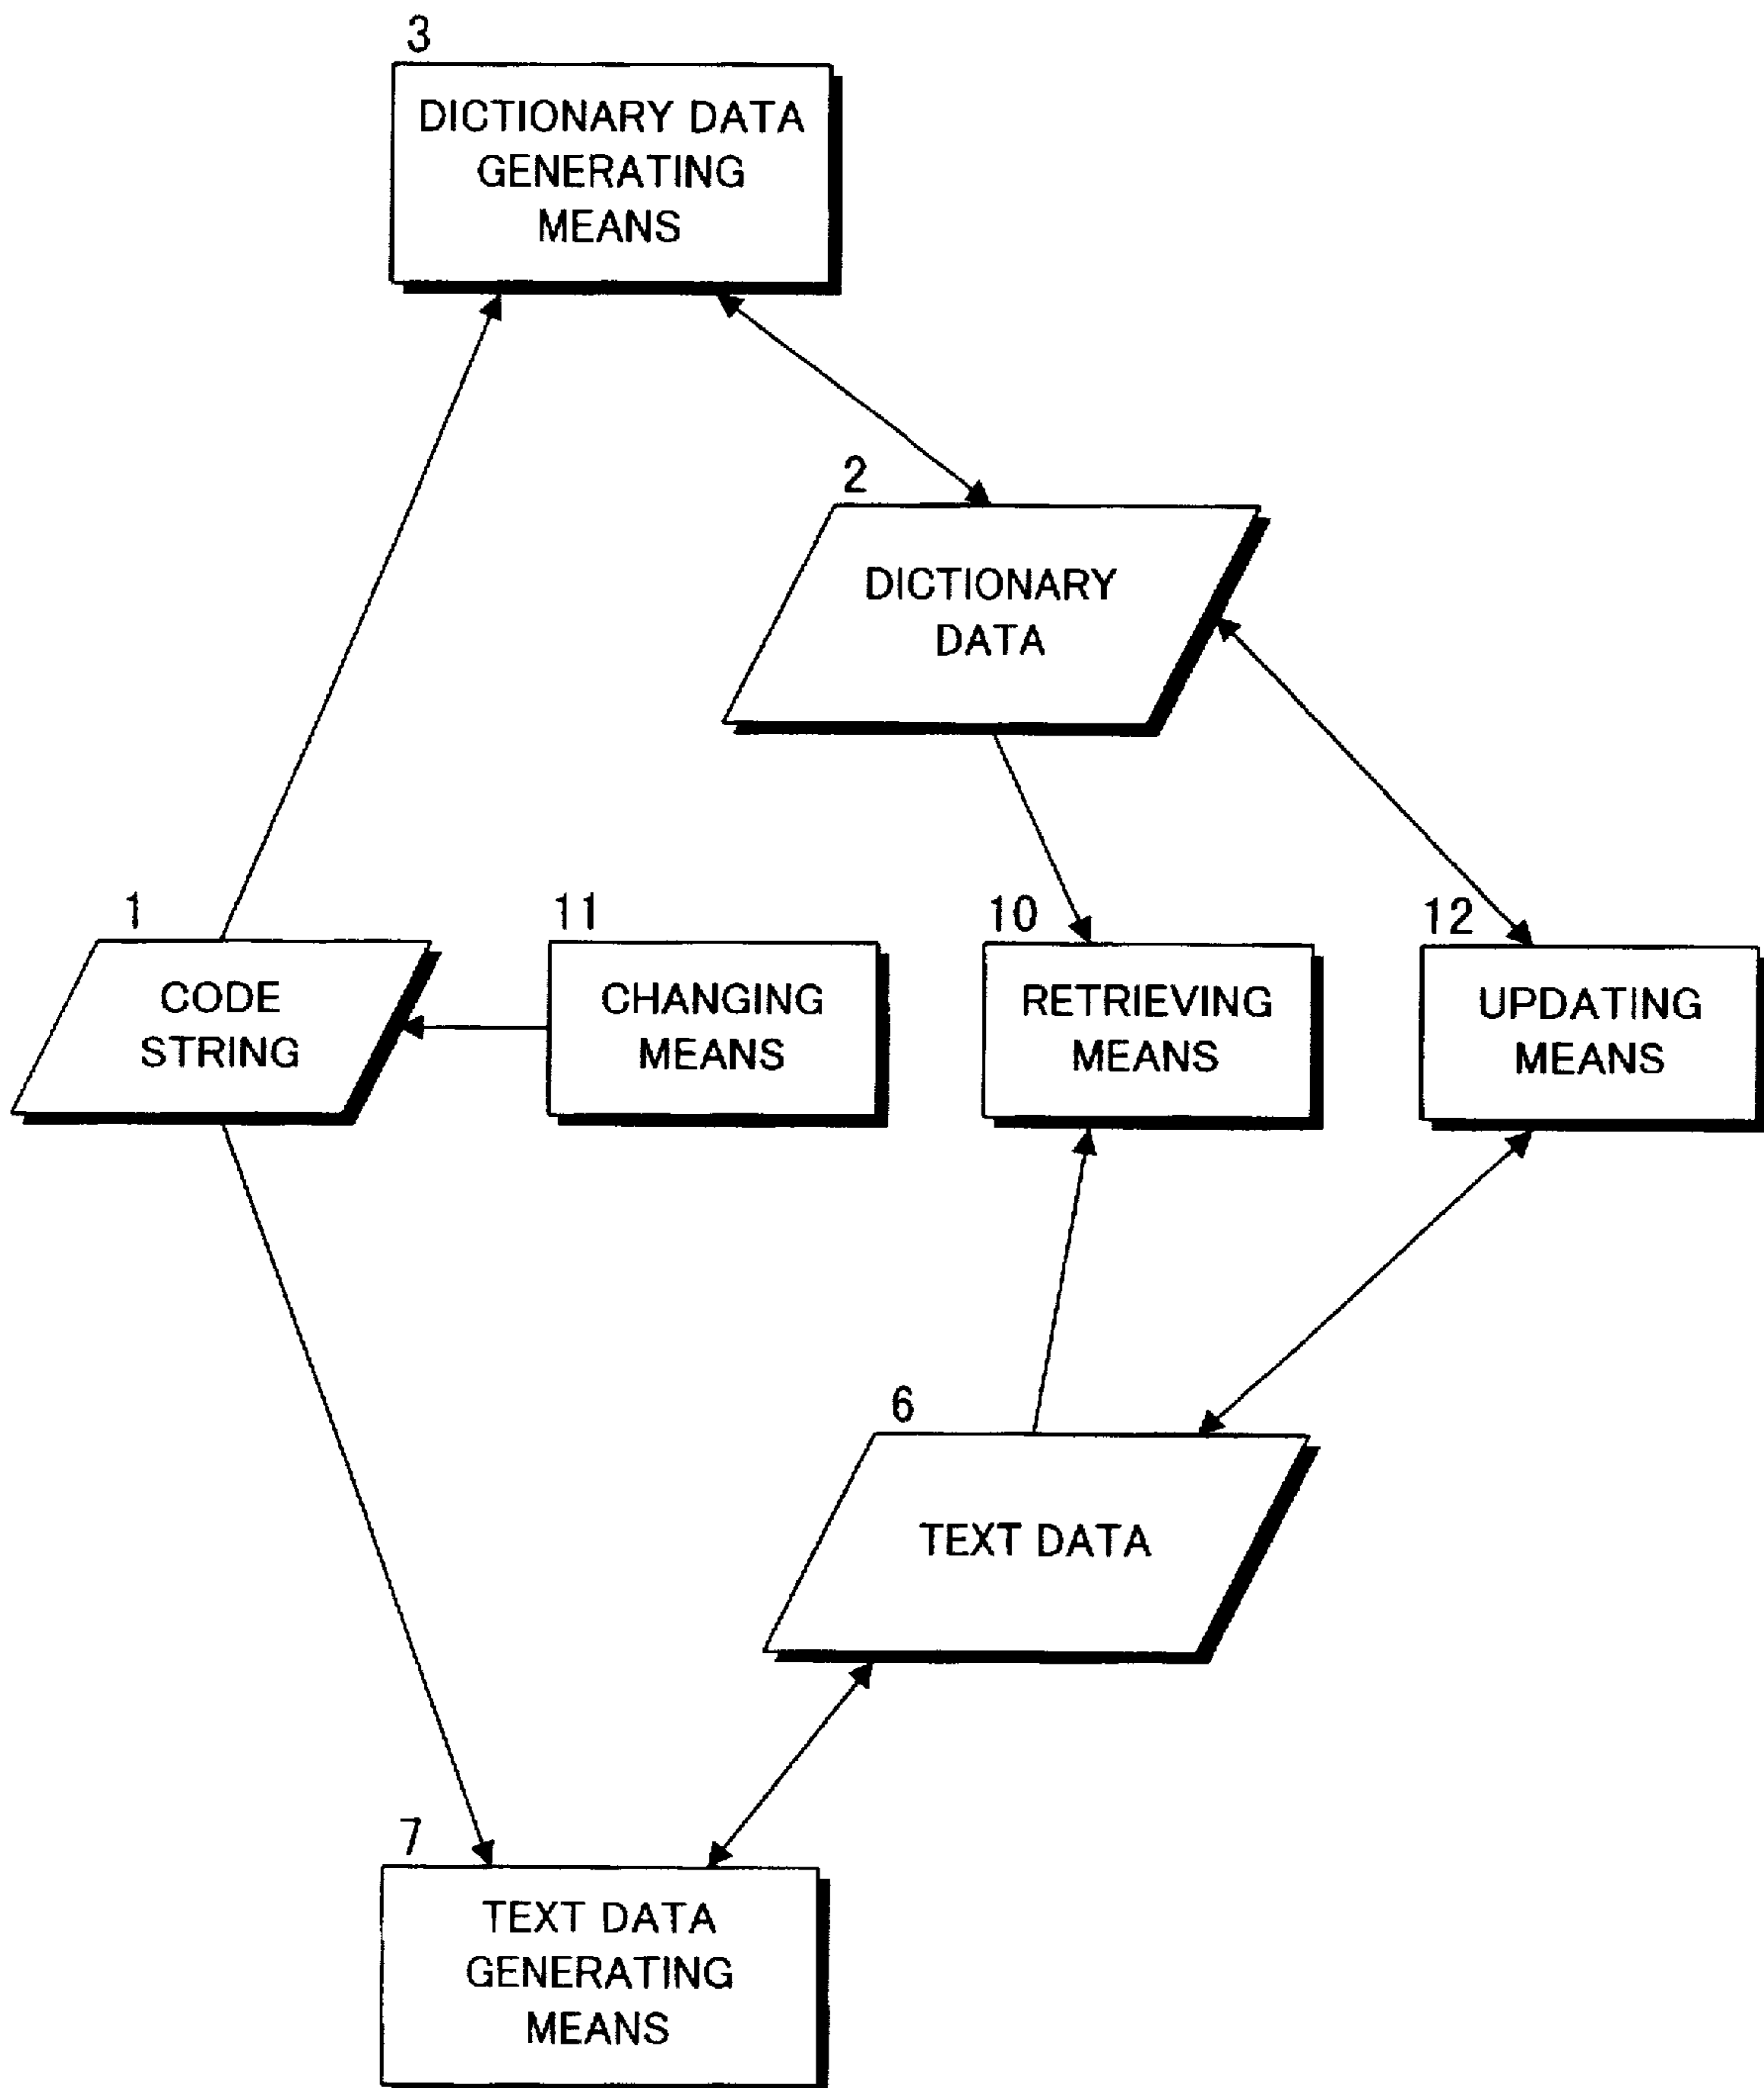 3
DICTIONARY DATA
GENERATING
MEANS
2
DICTIONARY
DATA
1
CODE
STRING
11
CHANGING
MEANS
10
RETRIEVING
MEANS
12
UPDATING
MEANS
6
TEXT DATA
7
TEXT DATA
GENERATING
MEANS